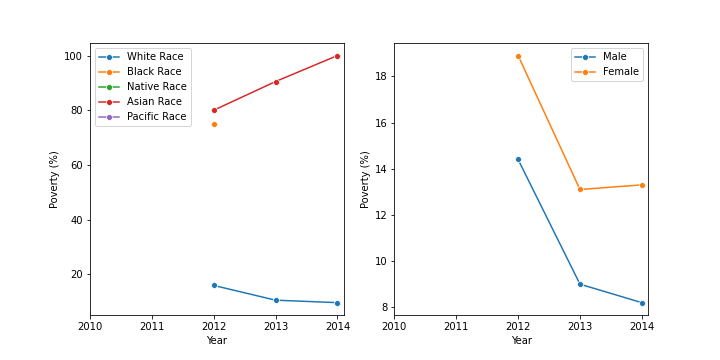 100
80
60
40
20
Poverty (%)
White Race
Black Race
Native Race
Asian Race
Pacific Race
2010 2011 2012 2013 2014
Year
18
16
14
12
10
8
Poverty (%)
Male
Female
2010 2011 2012 2013 2014
Year